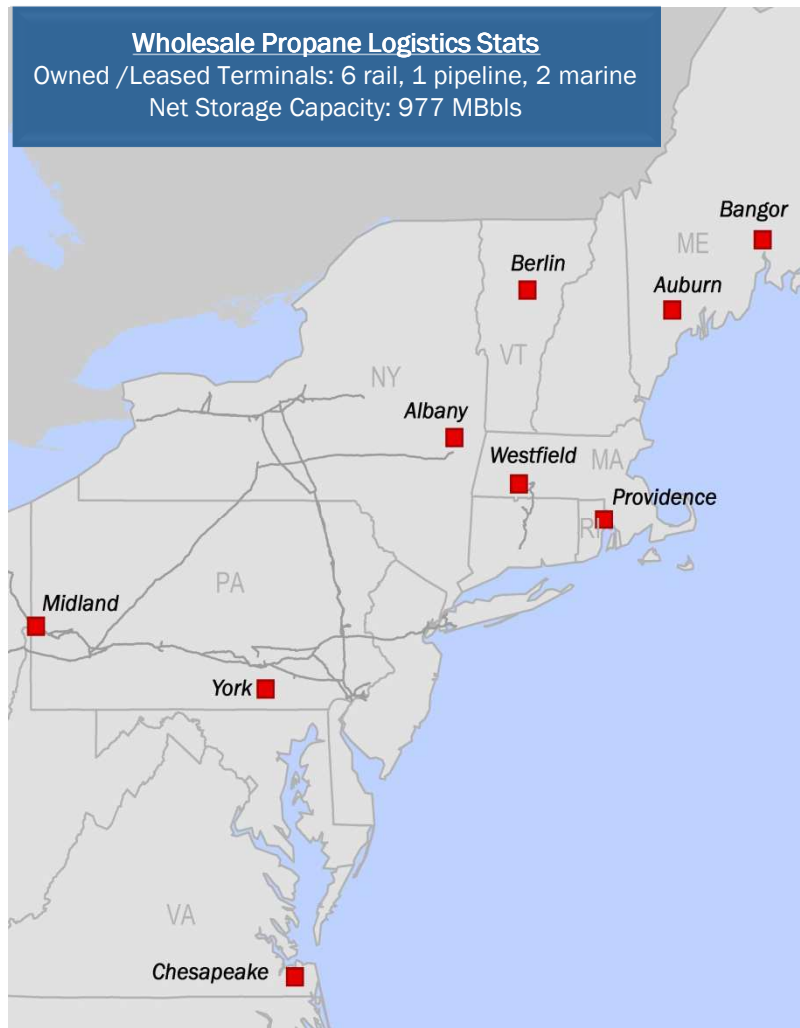 Wholesale Propane Logistics Stats
Owned /Leased Terminals: 6 rail, 1 pipeline, 2 marine
Net Storage Capacity: 977 MBbls
Bangor
ME
Berlin
Auburn
VT
NY
Albany
Westfield
MA
Providence
RI
PA
Midland
York
VA
Chesapeake